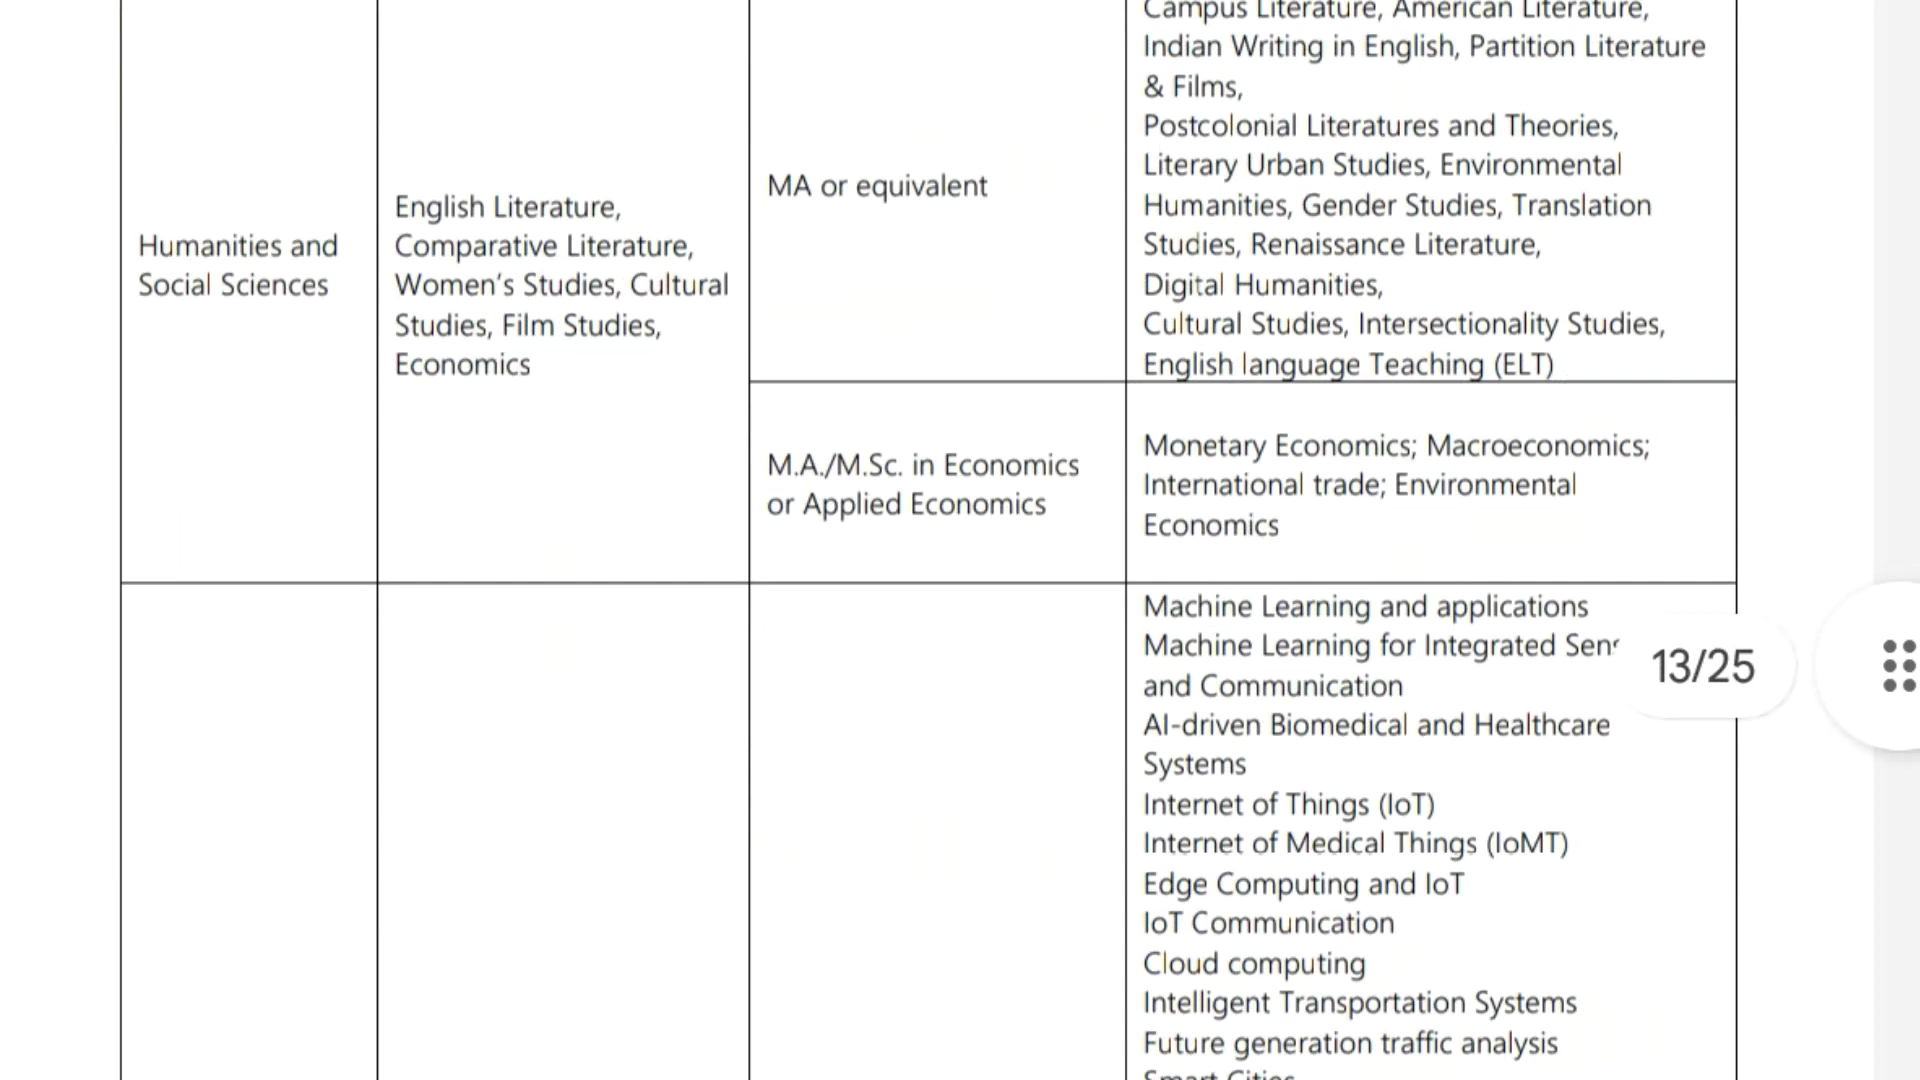 Campus Literature, American Literature,
Indian Writing in English, Partition Literature
& Films,
Postcolonial Literatures and Theories,
Literary Urban Studies, Environmental
Humanities, Gender Studies, Translation
Studies, Renaissance Literature,
Digital Humanities,
Cultural Studies, Intersectionality Studies,
English language Teaching (ELT)
MA or equivalent
English Literature,
Comparative Literature,
Women's Studies, Cultural
Studies, Film Studies,
Economics
Humanities and
Social Sciences
M.A./M.Sc. in Economics
or Applied Economics
Monetary Economics; Macroeconomics;
International trade; Environmental
Economics
Machine Learning and applications
Machine Learning for Integrated
and Communication
AI-driven Biomedical and Healthcare
Systems
Internet of Things (IoT)
Internet of Medical Things (IoMT)
Edge Computing and IoT
IoT Communication
Cloud computing
Intelligent Transportation Systems
Future generation traffic analysis
13/25